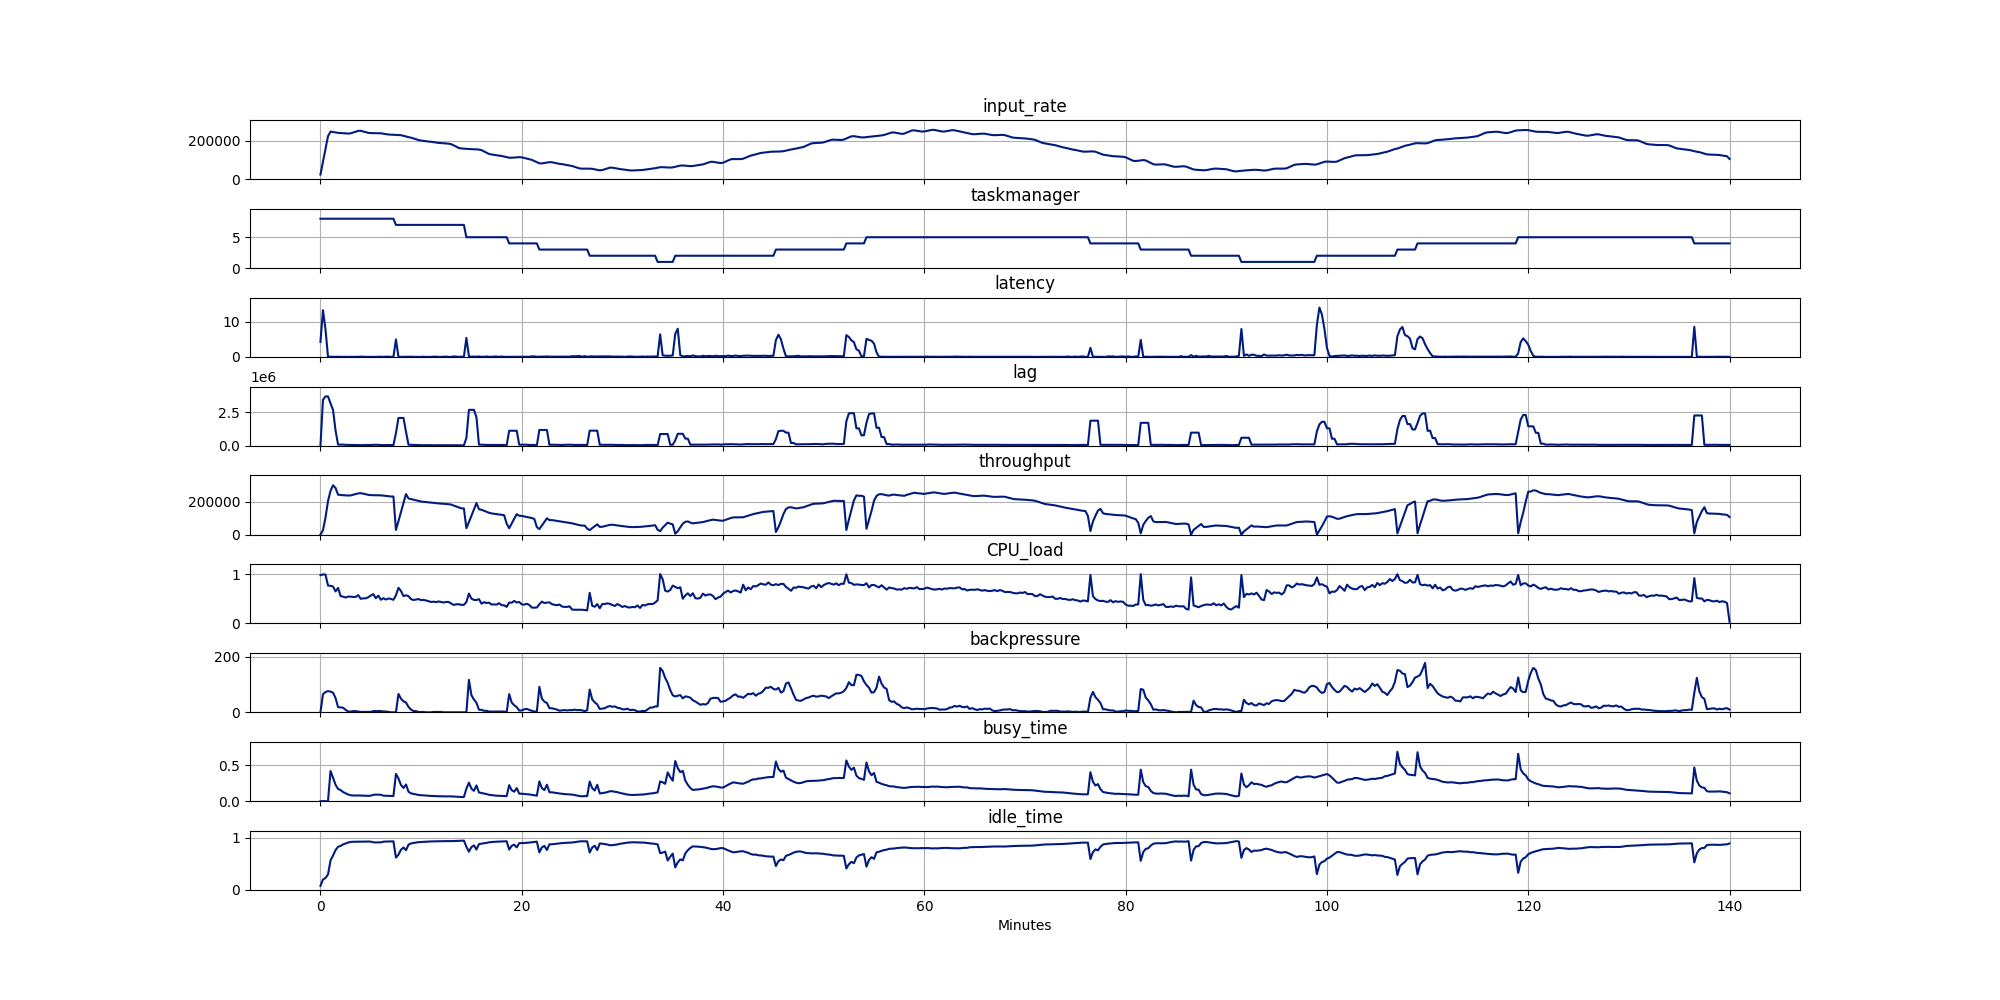 input_rate
200000
0
taskmanager
5
0
latency
10
0
1e6
lag
2.5
0.0
throughput
200000
0
CPU_load
1
0
backpressure
200
0
busy_time
0.5
0.0
idle_time
1
0
0 20 40 60 80 100 120 140
Minutes